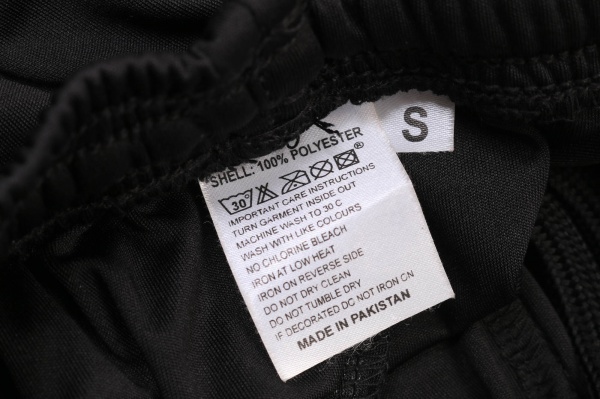 S
SHELL: 100% POLYESTER
30 ®
IMPORTANT CARE INSTRUCTIONS
TURN GARMENT INSIDE OUT
MACHINE WASH TO 30 C
WASH WITH LIKE COLOURS
NO CHLORINE BLEACH
IRON AT LOW HEAT
IRON ON REVERSE SIDE
DO NOT DRY CLEAN
DO NOT TUMBLE DRY
IF DECORATED DO NOT IRON CN
MADE IN PAKISTAN